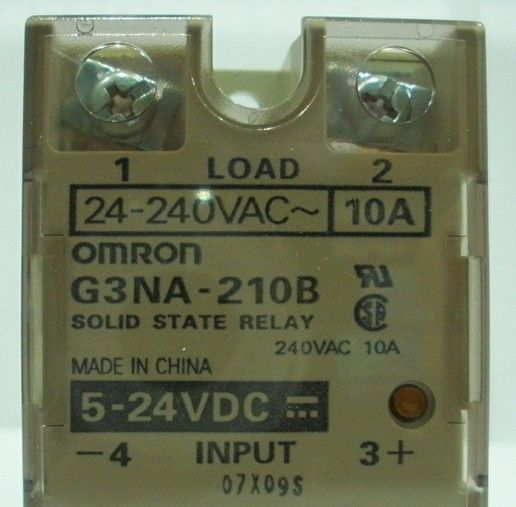 1 LOAD 2
24-240VAC~ 10A
OMRON
G3NA-210B
SOLID STATE RELAY
240VAC 10A
MADE IN CHINA
5-24VDC ⎓
−4 INPUT 3+
07X09S